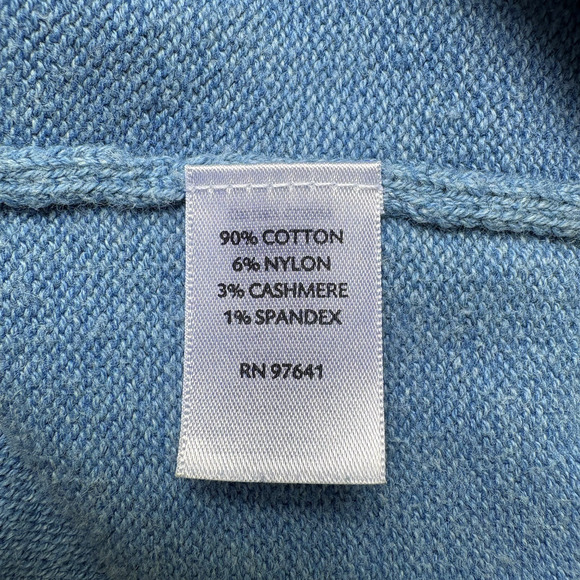 90% COTTON
6% NYLON
3% CASHMERE
1% SPANDEX
RN 97641